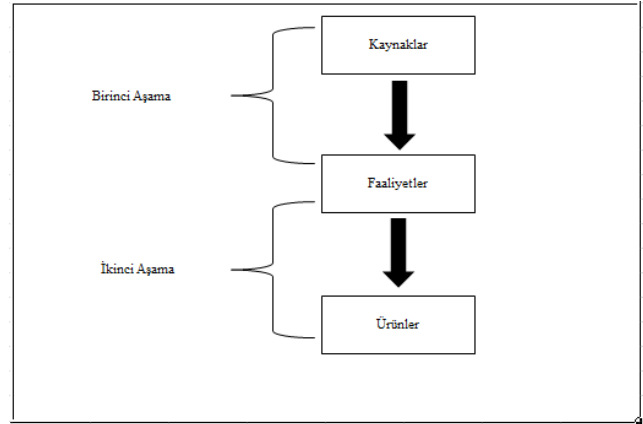 Kaynaklar
Birinci Aşama
Faaliyetler
İkinci Aşama
Ürünler